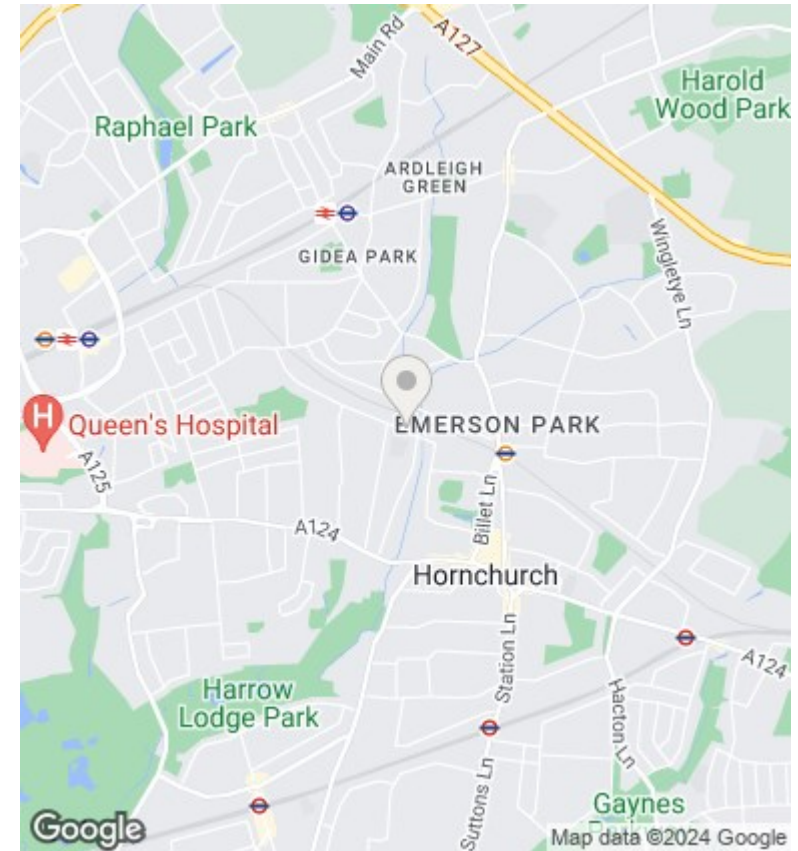 Main Rd
A127
Harold
Wood Park
Raphael Park
ARDLEIGH
GREEN
GIDEA PARK
Wingletye Ln
H
Queen's Hospital
EMERSON PARK
A125
A124
Billet Ln
Hornchurch
Station Ln
A124
Harrow
Lodge Park
Hacton Ln
Suttons Ln
Gaynes
Google
Map data ©2024 Google